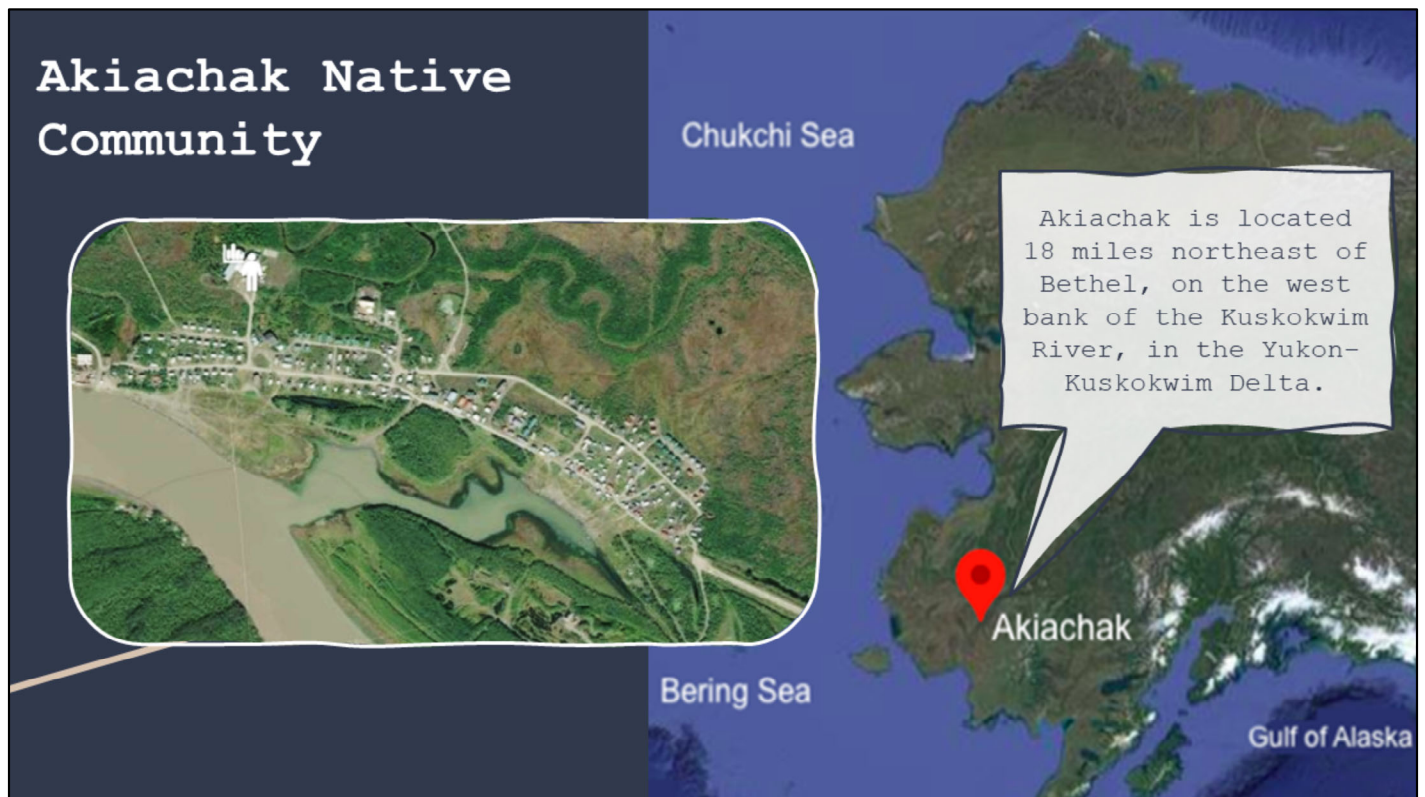 Akiachak Native
Community
Chukchi Sea
Akiachak is located
18 miles northeast of
Bethel, on the west
bank of the Kuskokwim
River, in the Yukon-
Kuskokwim Delta.
Akiachak
Bering Sea
Gulf of Alaska